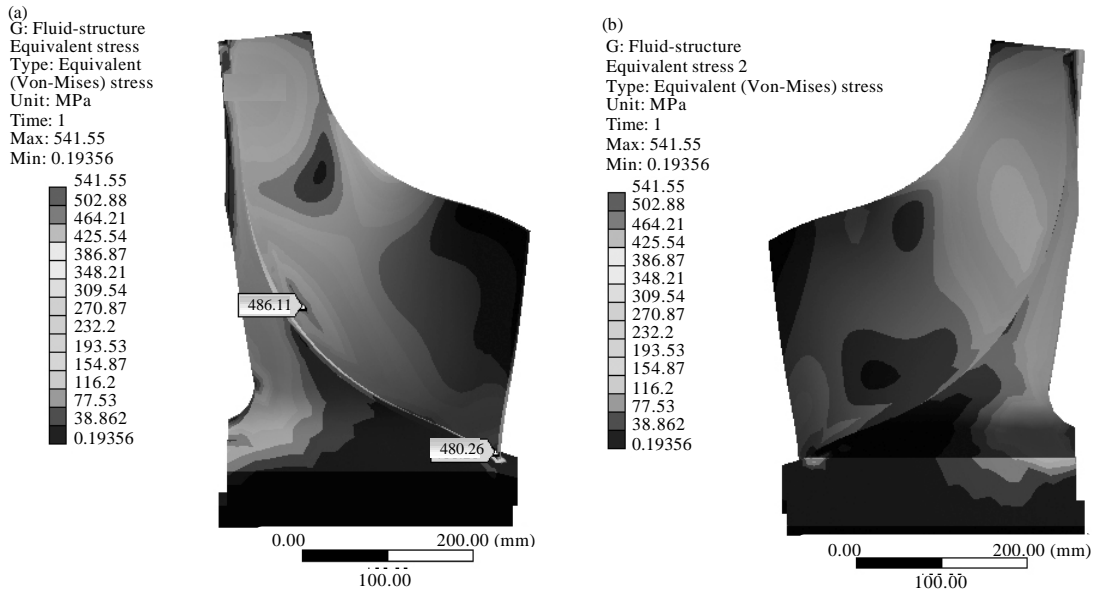 (a)
G: Fluid-structure
Equivalent stress
Type: Equivalent
(Von-Mises) stress
Unit: MPa
Time: 1
Max: 541.55
Min: 0.19356
541.55
502.88
464.21
425.54
386.87
348.21
309.54
270.87
232.2
193.53
154.87
116.2
77.53
38.862
0.19356
486.11
480.26
0.00
200.00 (mm)
100.00
(b)
G: Fluid-structure
Equivalent stress 2
Type: Equivalent (Von-Mises) stress
Unit: MPa
Time: 1
Max: 541.55
Min: 0.19356
541.55
502.88
464.21
425.54
386.87
348.21
309.54
270.87
232.2
193.53
154.87
116.2
77.53
38.862
0.19356
0.00
200.00 (mm)
100.00